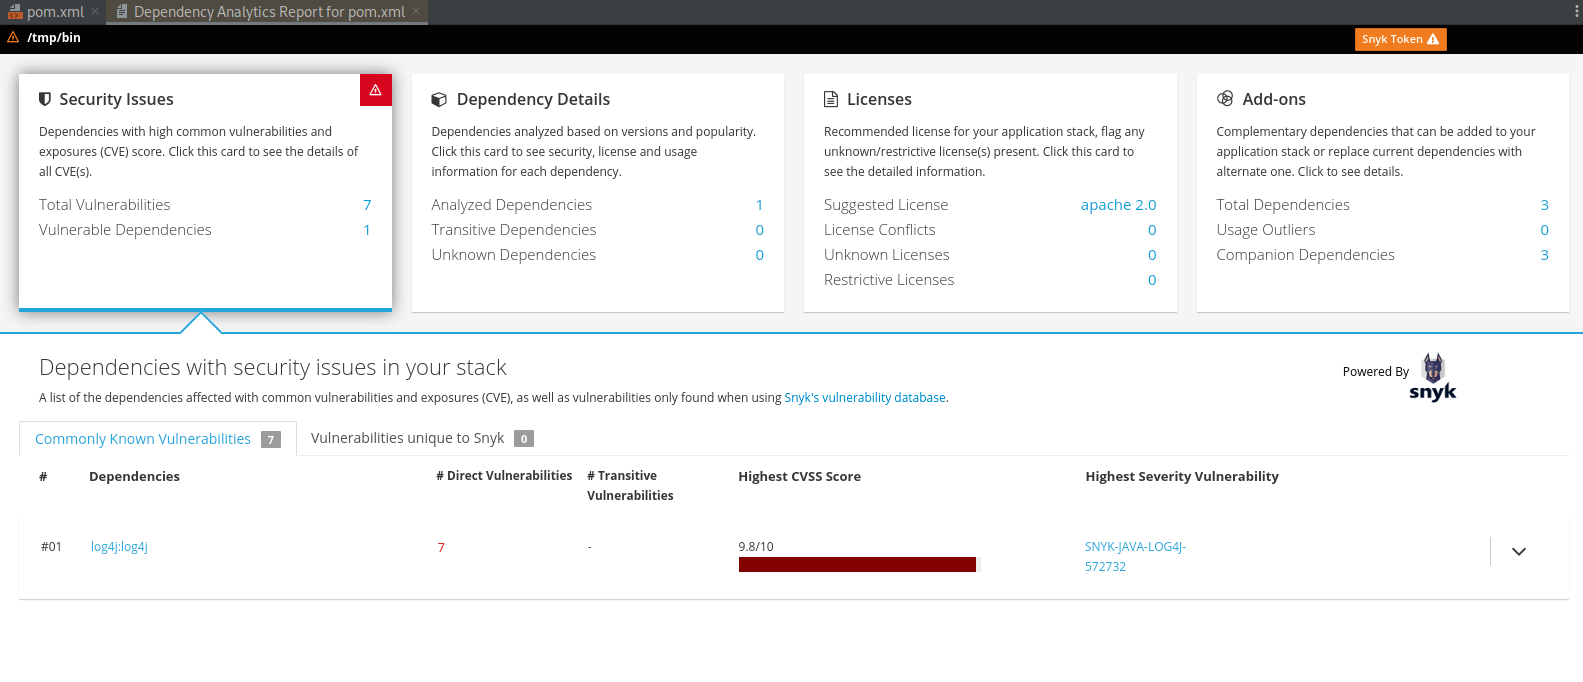 pom.xml
Dependency Analytics Report for pom.xml
/tmp/bin
Snyk Token
Security Issues
Dependencies with high common vulnerabilities and
exposures (CVE) score. Click this card to see the details of
all CVE(s).
Total Vulnerabilities 7
Vulnerable Dependencies 1
Dependency Details
Dependencies analyzed based on versions and popularity.
Click this card to see security, license and usage
information for each dependency.
Analyzed Dependencies 1
Transitive Dependencies 0
Unknown Dependencies 0
Licenses
Recommended license for your application stack, flag any
unknown/restrictive license(s) present. Click this card to
see the detailed information.
Suggested License apache 2.0
License Conflicts 0
Unknown Licenses 0
Restrictive Licenses 0
Add-ons
Complementary dependencies that can be added to your
application stack or replace current dependencies with
alternate one. Click to see details.
Total Dependencies 3
Usage Outliers 0
Companion Dependencies 3
Dependencies with security issues in your stack
A list of the dependencies affected with common vulnerabilities and exposures (CVE), as well as vulnerabilities only found when using Snyk's vulnerability database.
Powered By
snyk
Commonly Known Vulnerabilities 7
Vulnerabilities unique to Snyk 0
# Dependencies # Direct Vulnerabilities # Transitive Highest CVSS Score Highest Severity Vulnerability
Vulnerabilities
#01 log4j:log4j 7 - 9.8/10 SNYK-JAVA-LOG4J-
572732